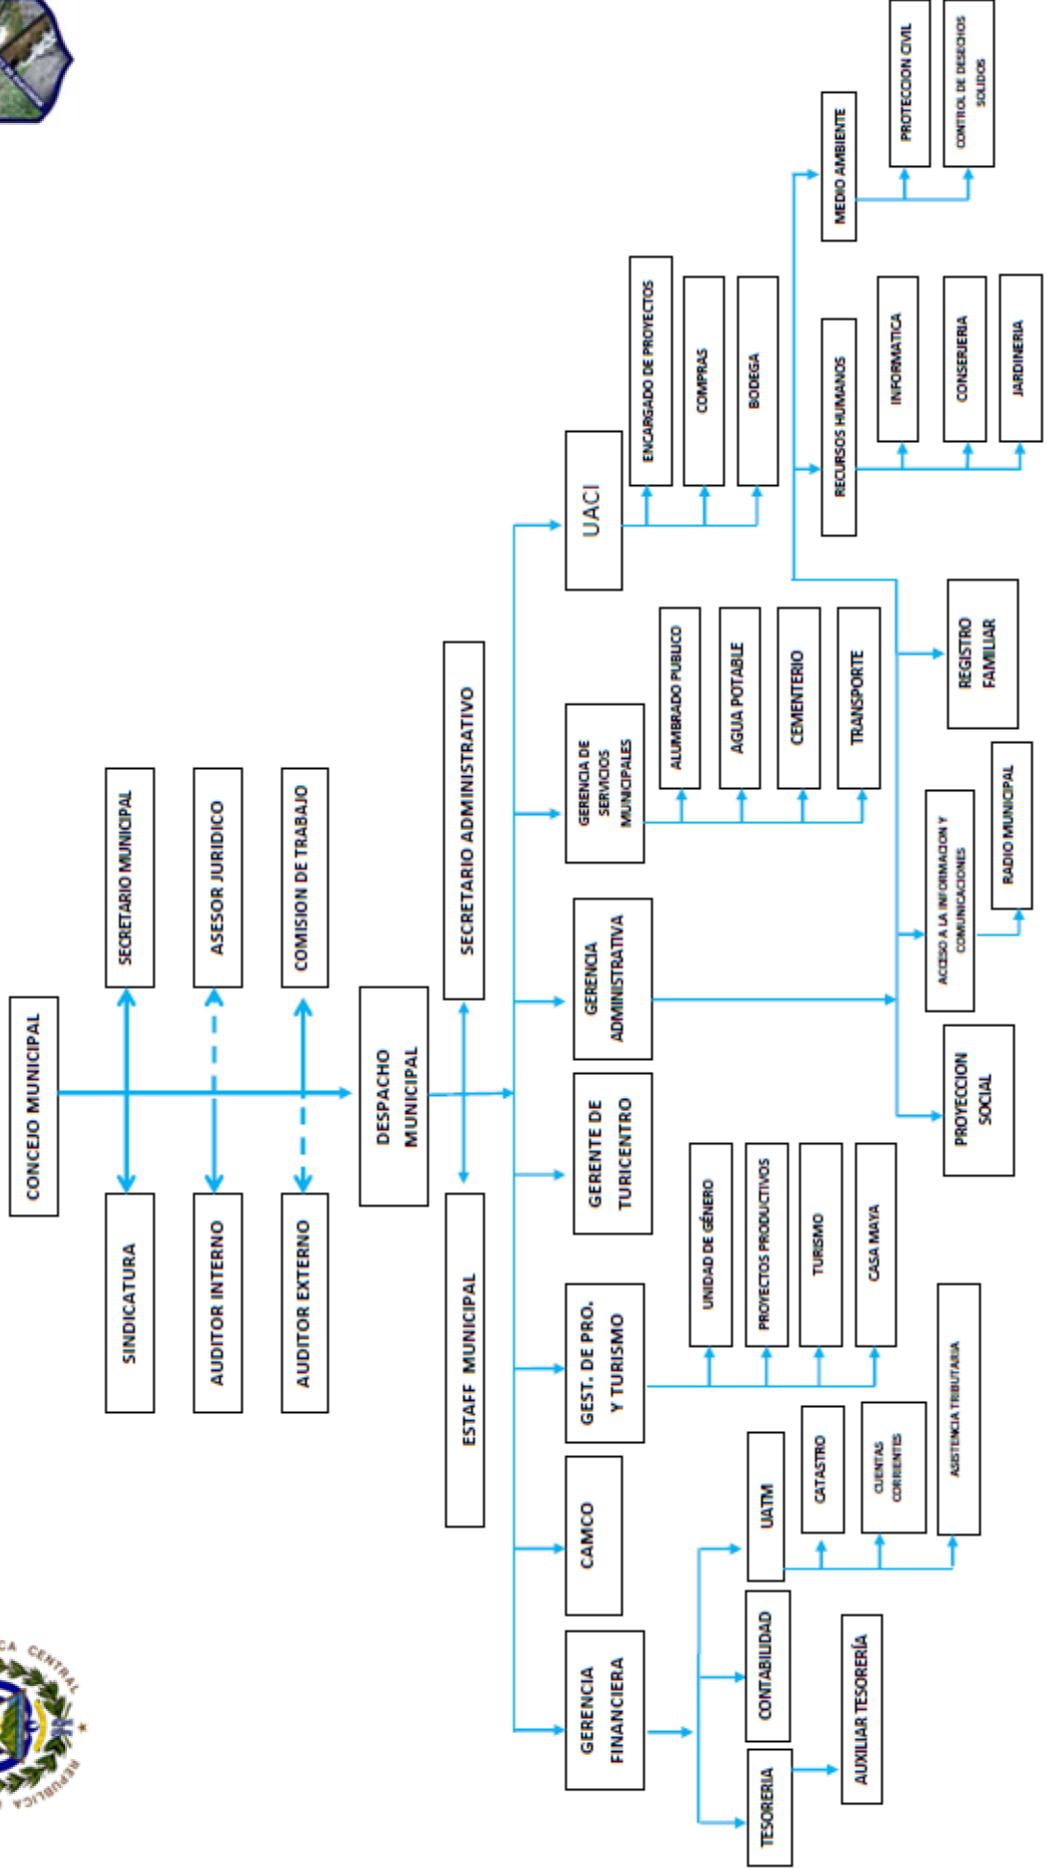 CONCEJO MUNICIPAL
SINDICATURA
SECRETARIO MUNICIPAL
AUDITOR INTERNO
ASESOR JURIDICO
AUDITOR EXTERNO
COMISION DE TRABAJO
DESPACHO
MUNICIPAL
ESTAFF MUNICIPAL
SECRETARIO ADMINISTRATIVO
GERENCIA
FINANCIERA
CAMCO
GEST. DE PRO.
Y TURISMO
GERENTE DE
TURICENTRO
GERENCIA
ADMINISTRATIVA
GERENCIA DE
SERVICIOS
MUNICIPALES
UACI
TESORERIA
CONTABILIDAD
UATM
AUXILIAR TESORERÍA
CATASTRO
CUENTAS
CORRIENTES
ASISTENCIA TRIBUTARIA
UNIDAD DE GÉNERO
PROYECTOS PRODUCTIVOS
TURISMO
CASA MAYA
ALUMBRADO PUBLICO
AGUA POTABLE
CEMENTERIO
TRANSPORTE
ENCARGADO DE PROYECTOS
COMPRAS
BODEGA
PROYECCION
SOCIAL
ACCESO A LA INFORMACION Y
COMUNICACIONES
RADIO MUNICIPAL
REGISTRO
FAMILIAR
RECURSOS HUMANOS
INFORMATICA
CONSERJERIA
JARDINERIA
MEDIO AMBIENTE
PROTECCION CIVIL
CONTROL DE DESECHOS
SOLIDOS
REPUBLICA
CENTRAL